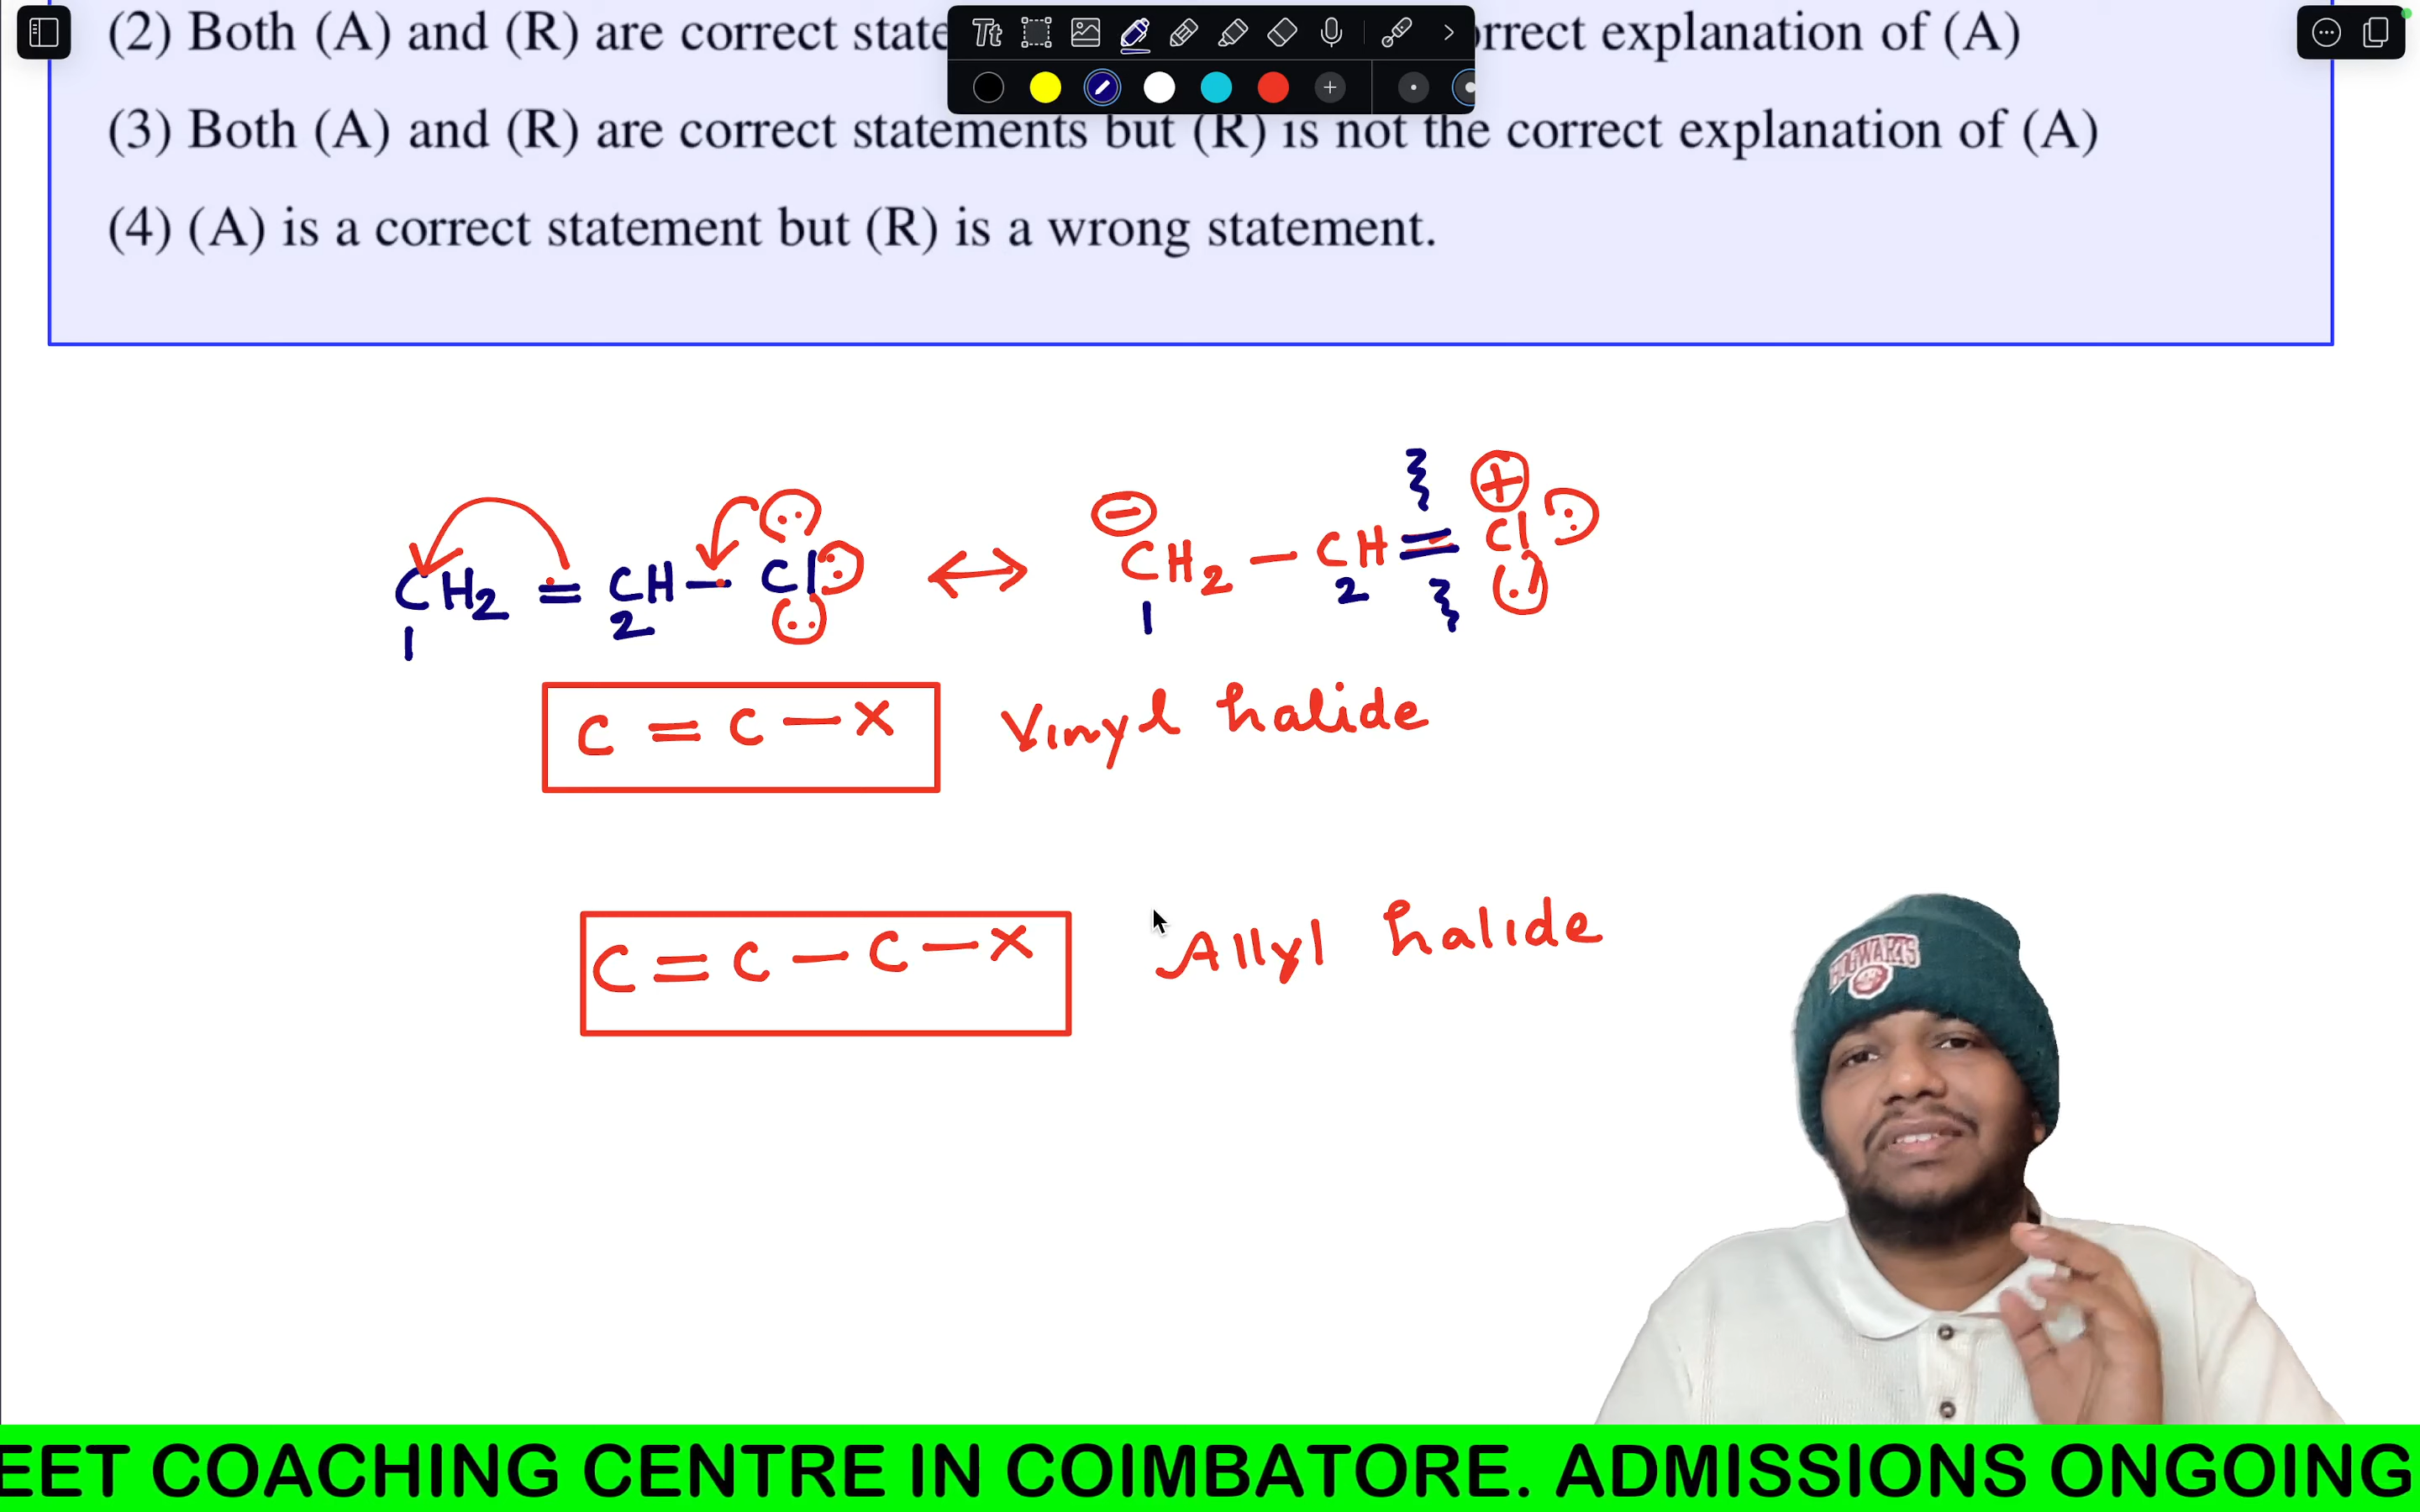 (2) Both (A) and (R) are correct state rrect explanation of (A)
Tt
(3) Both (A) and (R) are correct statements but (R) is not the correct explanation of (A)
(4) (A) is a correct statement but (R) is a wrong statement.
CH2 = CH — Cl ↔ CH2 — CH = Cl
⊖ ⊕
1 2 1 2
C = C — X Vinyl halide
C = C — C — X Allyl halide
HOGWARTS
EET COACHING CENTRE IN COIMBATORE. ADMISSIONS ONGOING